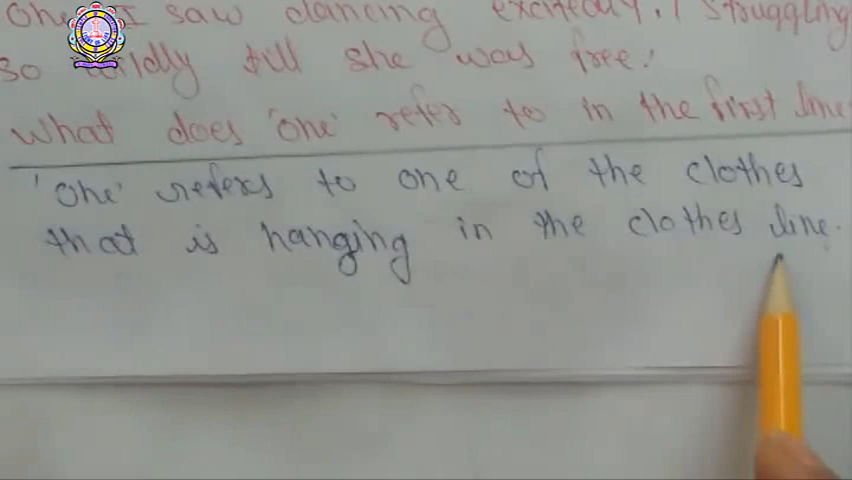 One I saw dancing excitedly, / struggling
so wildly till she was free.
What does 'one' refer to in the first line
'One' refers to one of the clothes
that is hanging in the clothes line.